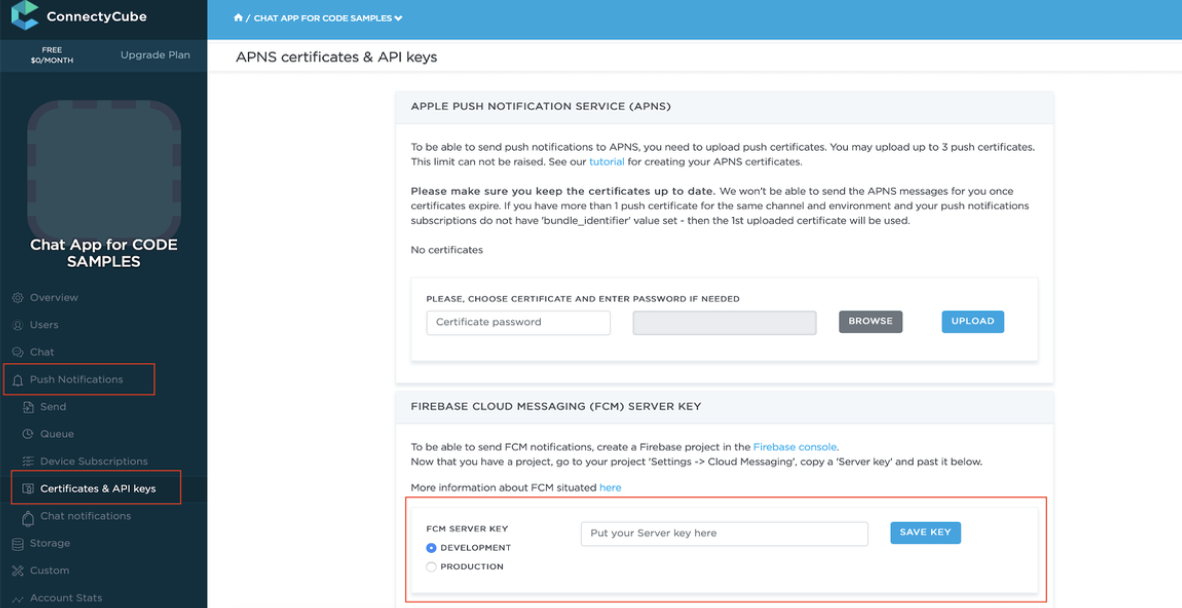 ConnectyCube
/ CHAT APP FOR CODE SAMPLES
FREE
$0/MONTH
Upgrade Plan
APNS certificates & API keys
Chat App for CODE
SAMPLES
Overview
Users
Chat
Push Notifications
Send
Queue
Device Subscriptions
Certificates & API keys
Chat notifications
Storage
Custom
Account Stats
APPLE PUSH NOTIFICATION SERVICE (APNS)
To be able to send push notifications to APNS, you need to upload push certificates. You may upload up to 3 push certificates.
This limit can not be raised. See our tutorial for creating your APNS certificates.
Please make sure you keep the certificates up to date. We won't be able to send the APNS messages for you once
certificates expire. If you have more than 1 push certificate for the same channel and environment and your push notifications
subscriptions do not have 'bundle_identifier' value set - then the 1st uploaded certificate will be used.
No certificates
PLEASE, CHOOSE CERTIFICATE AND ENTER PASSWORD IF NEEDED
Certificate password
BROWSE
UPLOAD
FIREBASE CLOUD MESSAGING (FCM) SERVER KEY
To be able to send FCM notifications, create a Firebase project in the Firebase console.
Now that you have a project, go to your project 'Settings -> Cloud Messaging', copy a 'Server key' and past it below.
More information about FCM situated here
FCM SERVER KEY
DEVELOPMENT
PRODUCTION
Put your Server key here
SAVE KEY